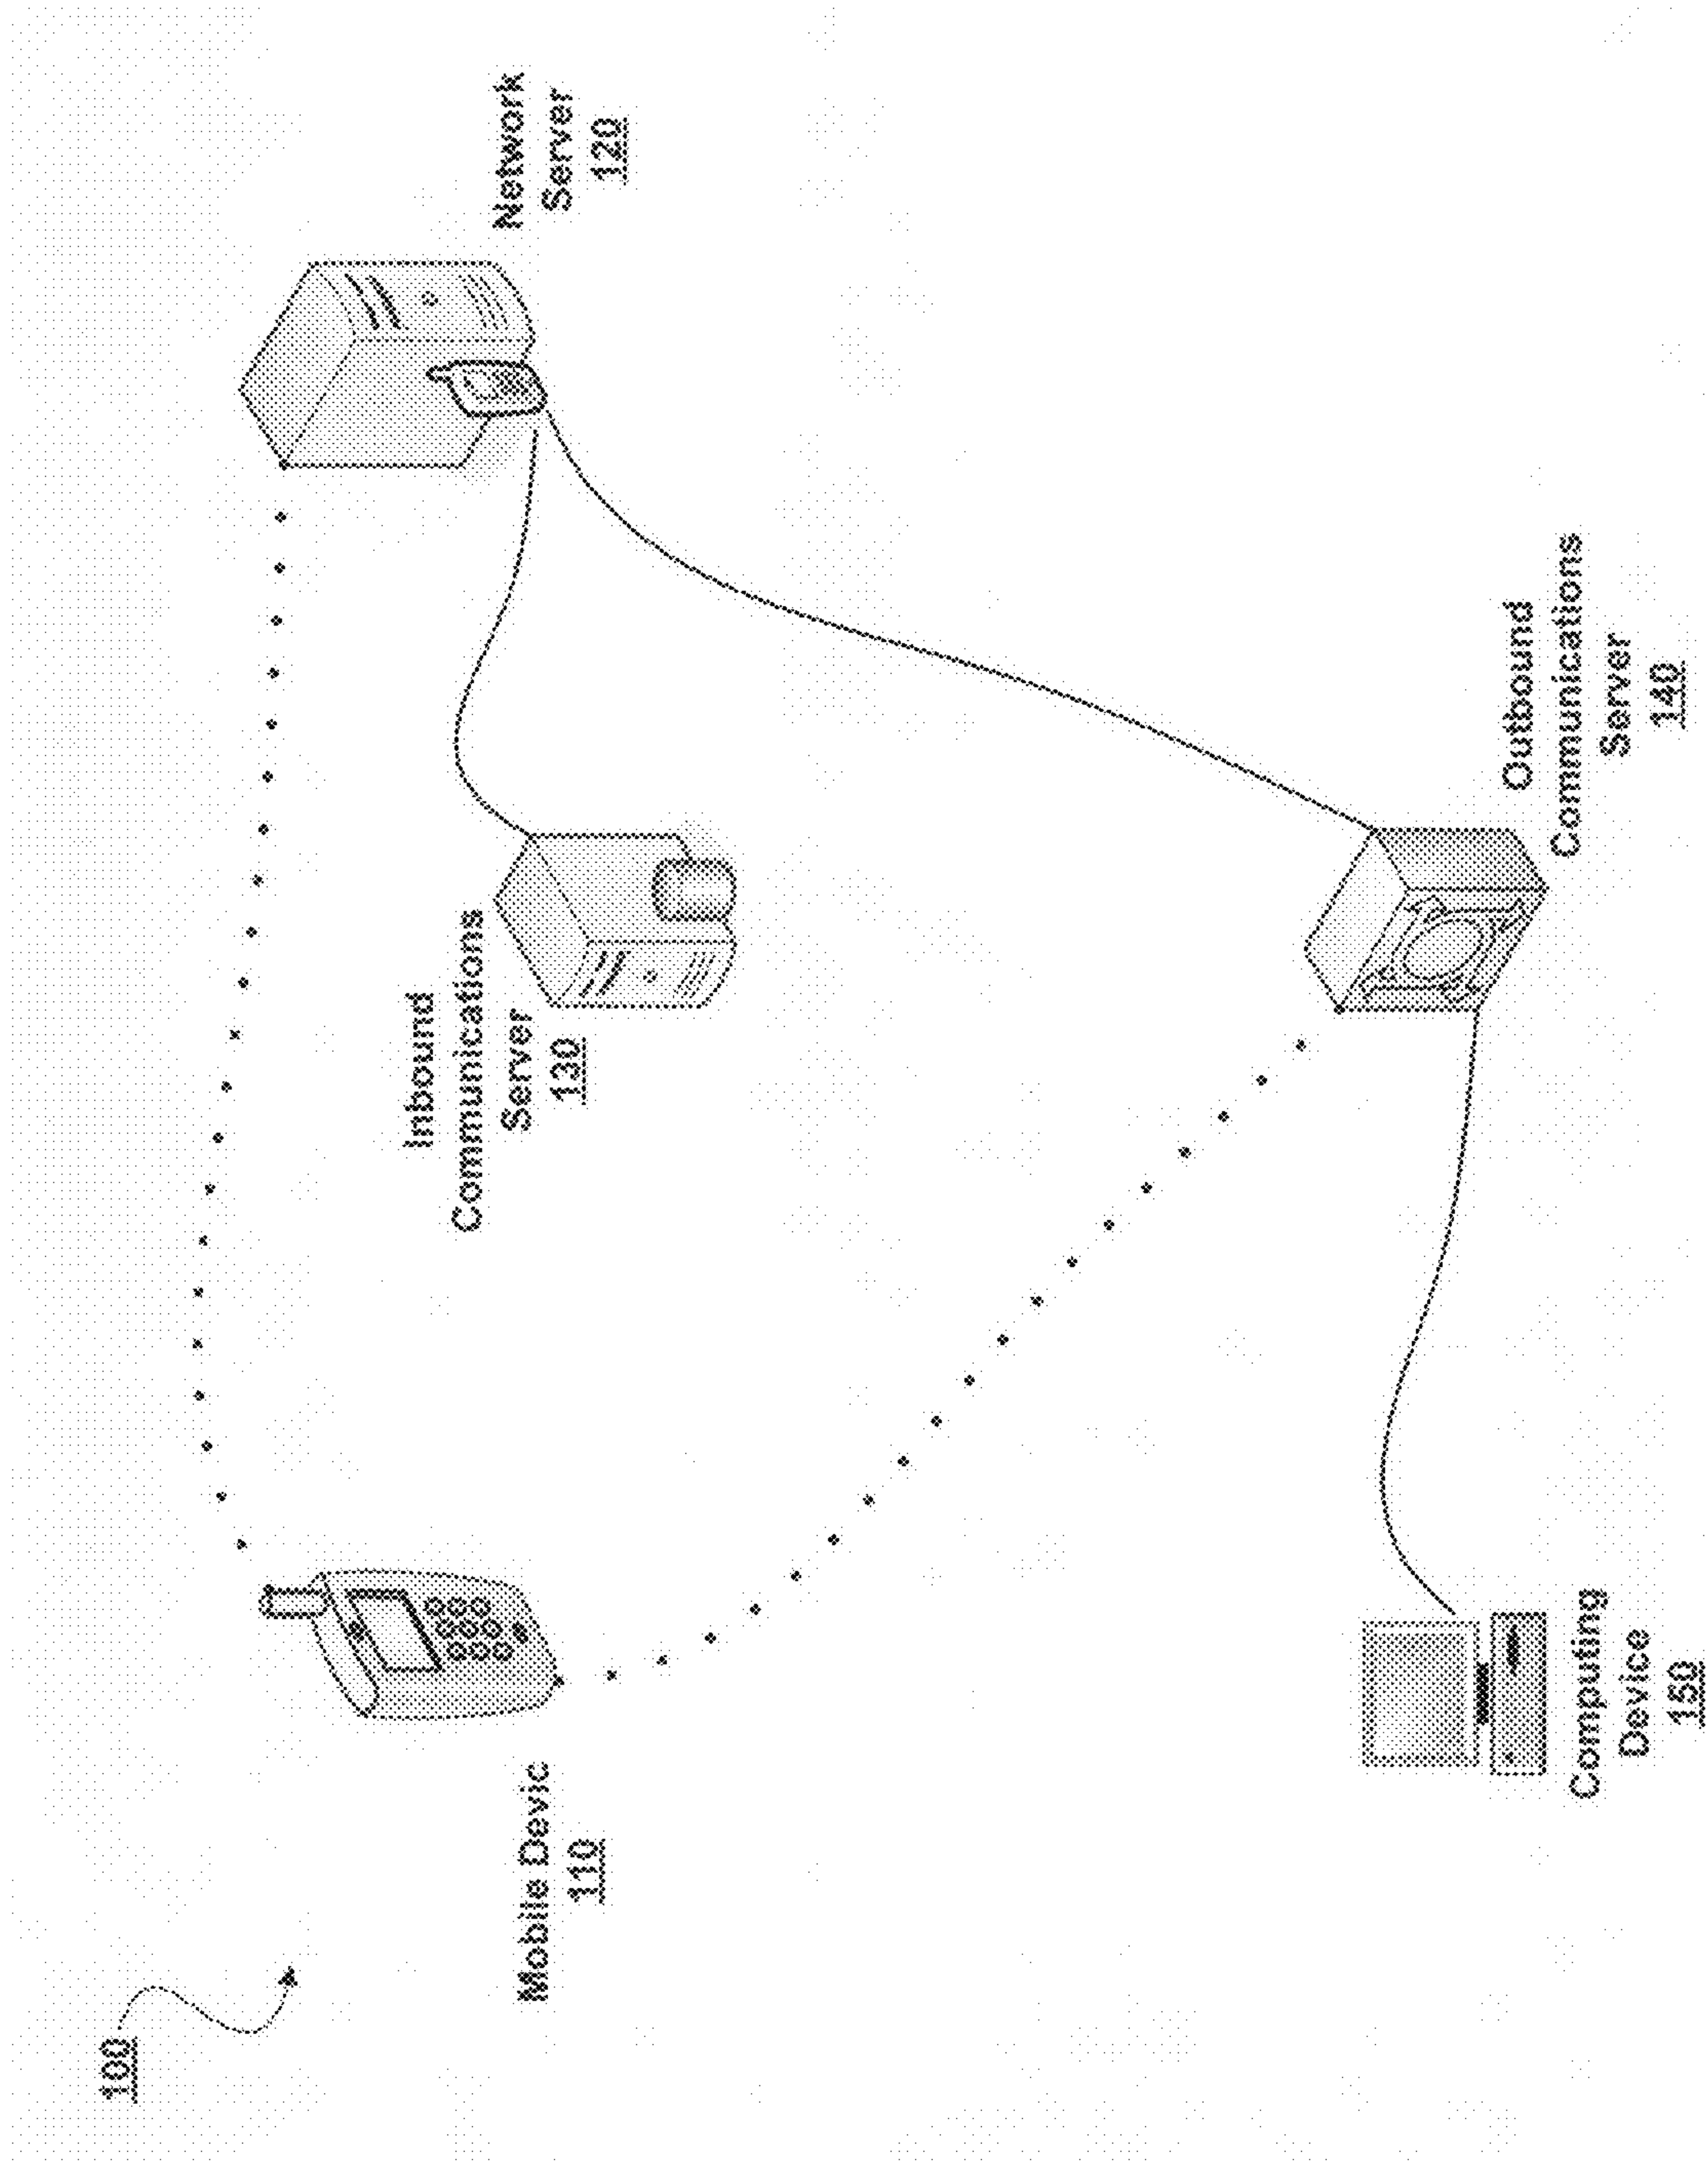 100
Mobile Devic
110
Network
Server
120
Inbound
Communications
Server
130
Outbound
Communications
Server
140
Computing
Device
150